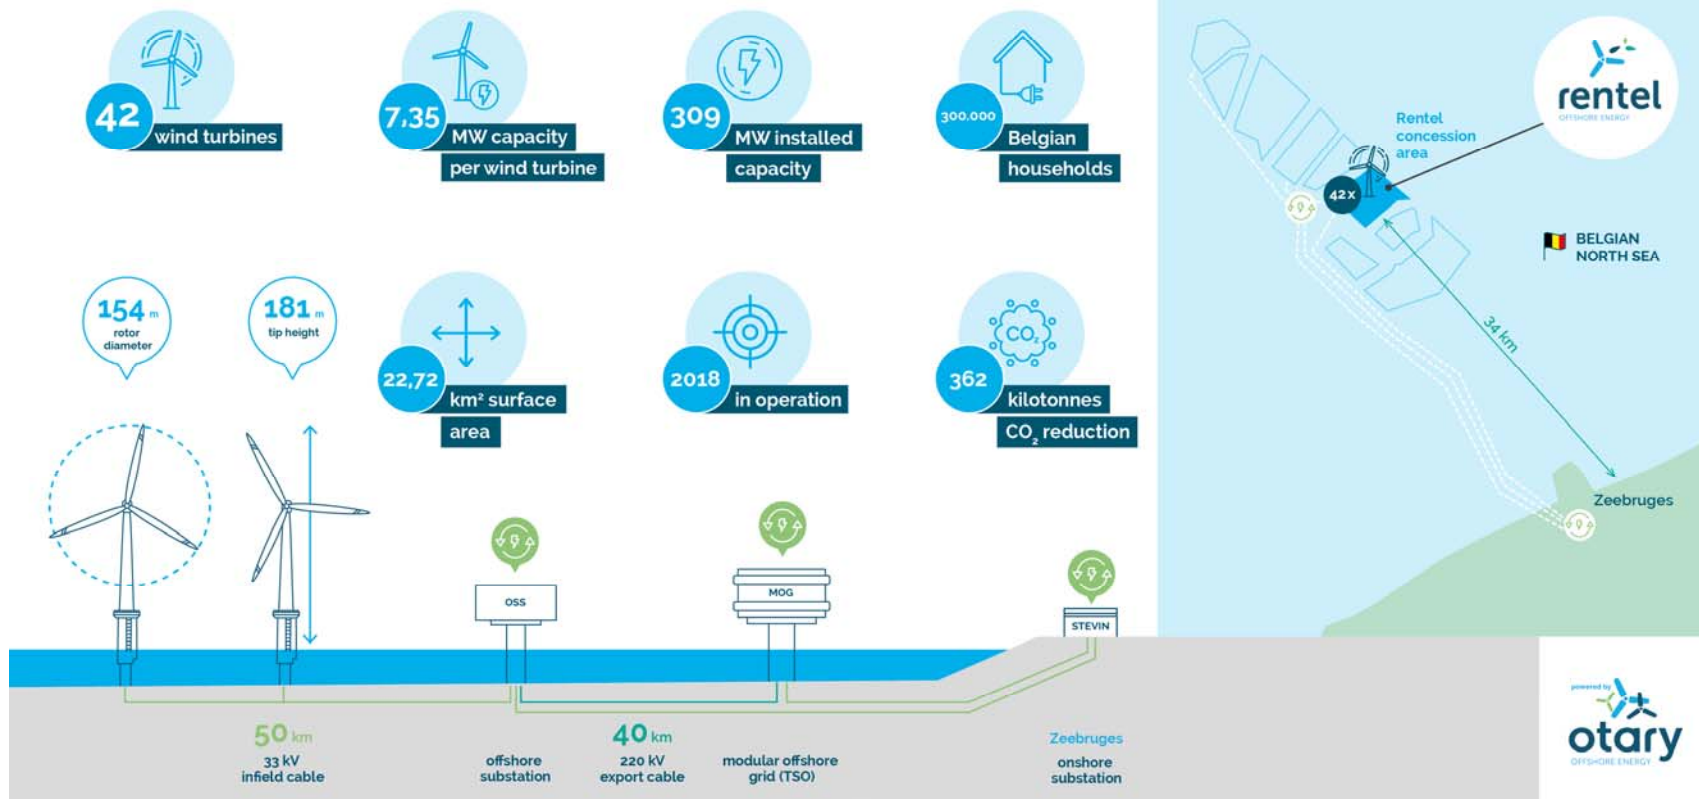 42
wind turbines
7,35
MW capacity
per wind turbine
309
MW installed
capacity
300.000
Belgian
households
154 m
rotor
diameter
181 m
tip height
22,72
km² surface
area
2018
in operation
CO₂
362
kilotonnes
CO₂ reduction
OSS
MOG
STEVIN
50 km
33 kV
infield cable
offshore
substation
40 km
220 kV
export cable
modular offshore
grid (TSO)
Zeebruges
onshore
substation
rentel
OFFSHORE ENERGY
Rentel
concession
area
42x
BELGIAN
NORTH SEA
34 km
Zeebruges
powered by
otary
OFFSHORE ENERGY